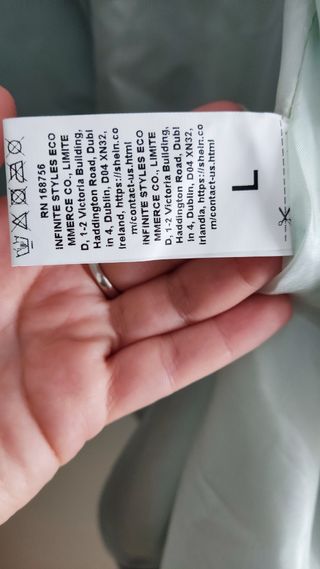 RN 168756
INFINITE STYLES ECO
MMERCE CO., LIMITE
D, 1-2 Victoria Building,
Haddington Road, Dubl
in 4, Dublin, D04 XN32,
Ireland, https://shein.co
m/contact-us.html
INFINITE STYLES ECO
MMERCE CO., LIMITE
D, 1-2 Victoria Building,
Haddington Road, Dubl
in 4, Dublin, D04 XN32,
Irlandia, https://shein.co
m/contact-us.html
L